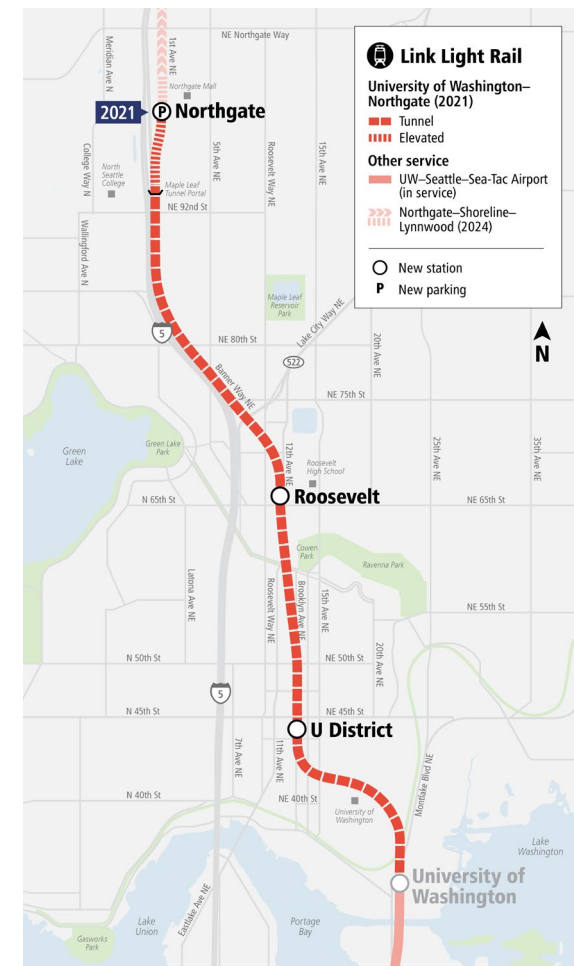 Link Light Rail
University of Washington–
Northgate (2021)
Tunnel
Elevated
Other service
UW–Seattle–Sea-Tac Airport
(in service)
Northgate–Shoreline–
Lynnwood (2024)
New station
P New parking
N
NE Northgate Way
Meridian Ave N
1st Ave NE
Northgate Mall
2021
P Northgate
College Way N
North
Seattle
College
5th Ave NE
Roosevelt Way NE
15th Ave NE
Maple Leaf
Tunnel Portal
NE 92nd St
Wallingford Ave N
Maple Leaf
Reservoir
Park
Lake City Way NE
5
NE 80th St
522
20th Ave NE
Banner Way NE
NE 75th St
Green
Lake
Green Lake
Park
12th Ave NE
Roosevelt
High School
25th Ave NE
35th Ave NE
Roosevelt
N 65th St
NE 65th St
Cowen
Park
Ravenna Park
Latona Ave NE
Roosevelt Way NE
Brooklyn Ave NE
15th Ave NE
NE 55th St
20th Ave NE
N 50th St
NE 50th St
5
N 45th St
NE 45th St
U District
7th Ave NE
11th Ave NE
Montlake Blvd NE
N 40th St
NE 40th St
University of
Washington
Lake
Washington
University of
Washington
Eastlake Ave NE
Lake
Union
Portage
Bay
Gasworks
Park